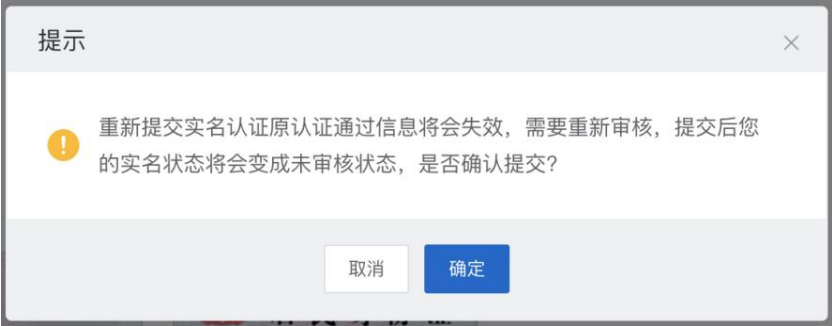 提示
重新提交实名认证原认证通过信息将会失效，需要重新审核，提交后您
的实名状态将会变成未审核状态，是否确认提交？
取消
确定